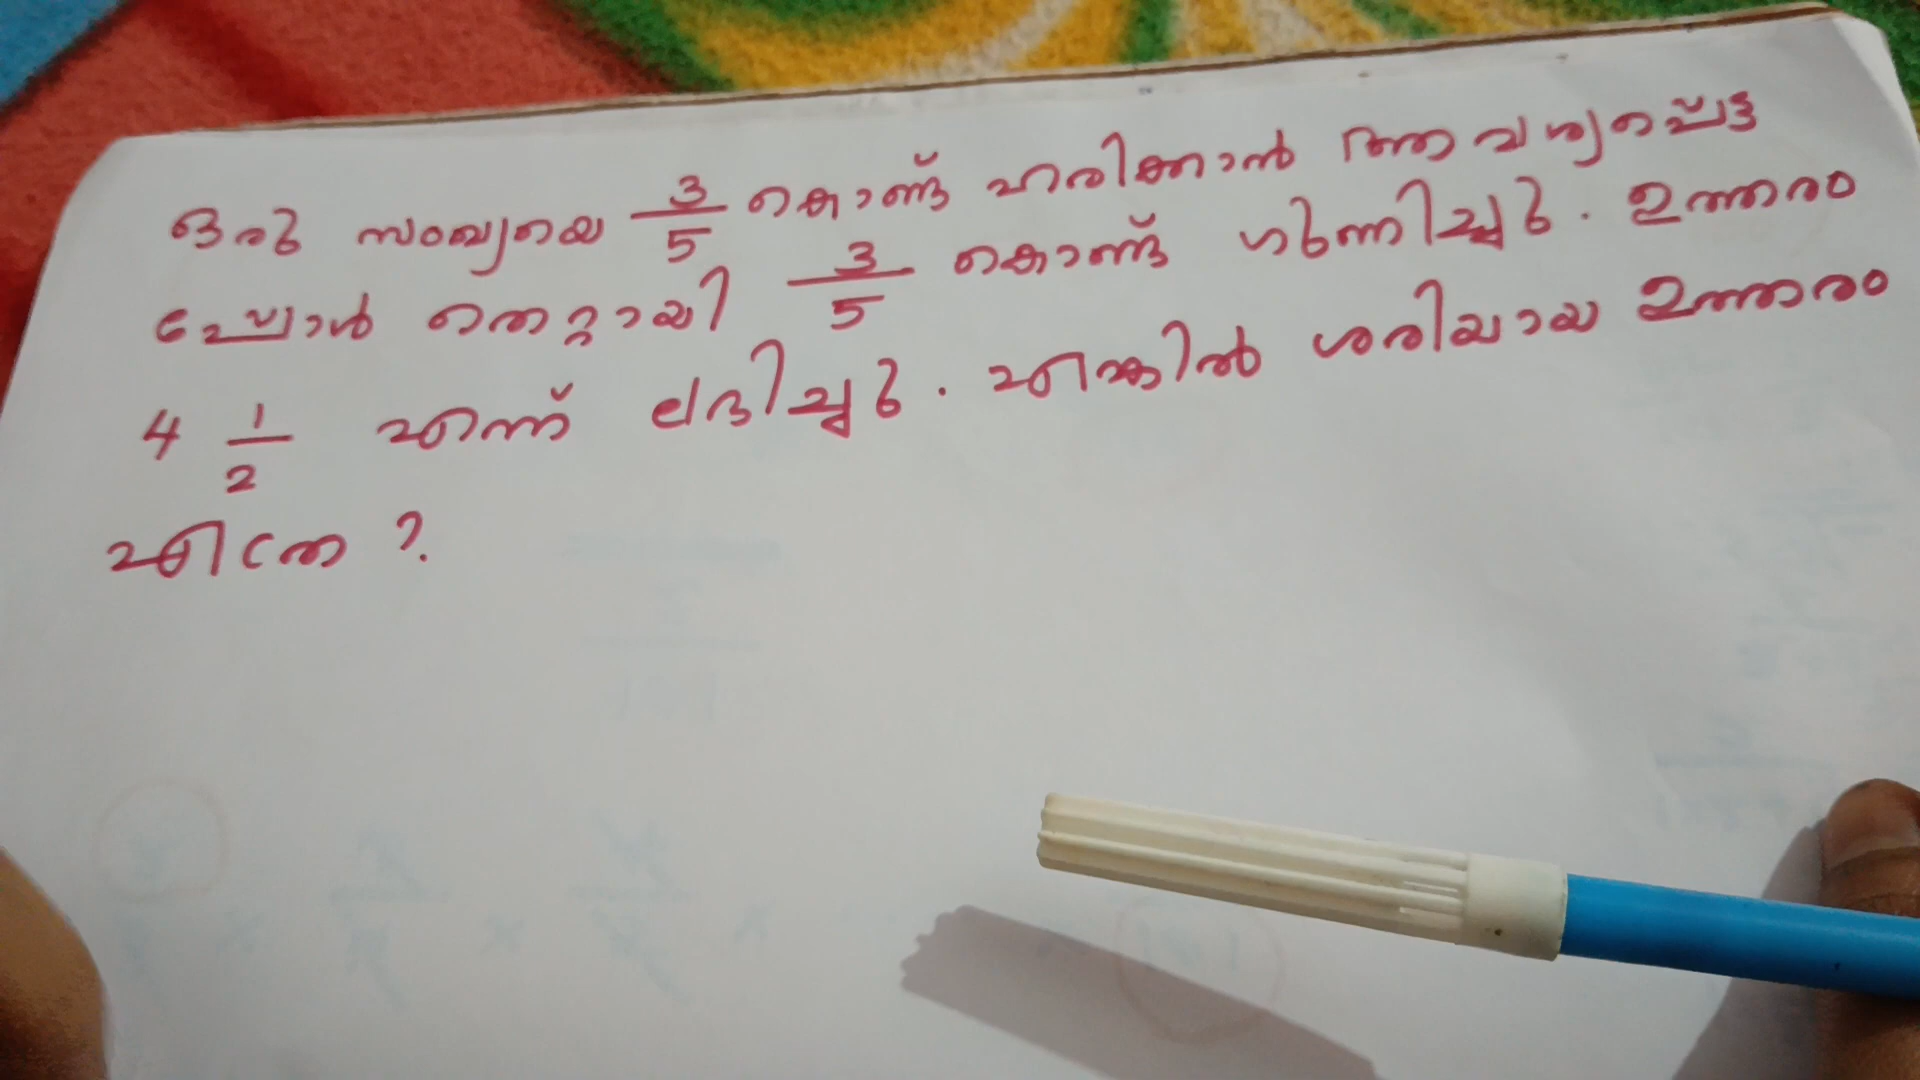 ഒരു സംഖ്യയെ 3/5 കൊണ്ട് ഹരിക്കാൻ ആവശ്യപ്പെട്ട
പ്പോൾ തെറ്റായി 3/5 കൊണ്ട് ഗുണിച്ചു. ഉത്തരം
4 1/2 എന്ന് ലഭിച്ചു. എങ്കിൽ ശരിയായ ഉത്തരം
എത്ര ?